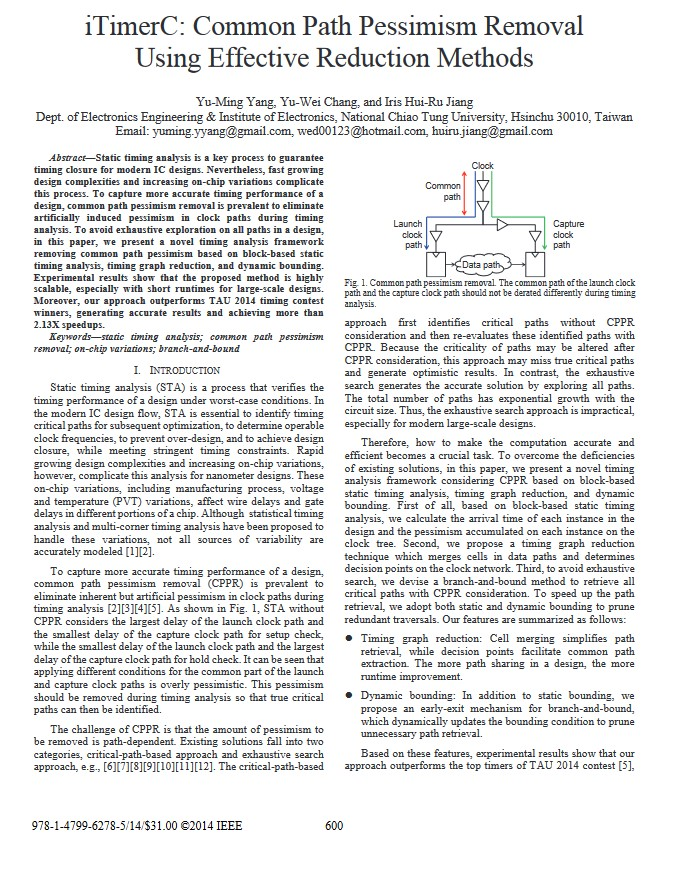 iTimerC: Common Path Pessimism Removal
Using Effective Reduction Methods
Yu-Ming Yang, Yu-Wei Chang, and Iris Hui-Ru Jiang
Dept. of Electronics Engineering & Institute of Electronics, National Chiao Tung University, Hsinchu 30010, Taiwan
Email: yuming.yyang@gmail.com, wed00123@hotmail.com, huiru.jiang@gmail.com
Abstract—Static timing analysis is a key process to guarantee
timing closure for modern IC designs. Nevertheless, fast growing
design complexities and increasing on-chip variations complicate
this process. To capture more accurate timing performance of a
design, common path pessimism removal is prevalent to eliminate
artificially induced pessimism in clock paths during timing
analysis. To avoid exhaustive exploration on all paths in a design,
in this paper, we present a novel timing analysis framework
removing common path pessimism based on block-based static
timing analysis, timing graph reduction, and dynamic bounding.
Experimental results show that the proposed method is highly
scalable, especially with short runtimes for large-scale designs.
Moreover, our approach outperforms TAU 2014 timing contest
winners, generating accurate results and achieving more than
2.13X speedups.
Keywords—static timing analysis; common path pessimism
removal; on-chip variations; branch-and-bound
I. INTRODUCTION
Static timing analysis (STA) is a process that verifies the
timing performance of a design under worst-case conditions. In
the modern IC design flow, STA is essential to identify timing
critical paths for subsequent optimization, to determine operable
clock frequencies, to prevent over-design, and to achieve design
closure, while meeting stringent timing constraints. Rapid
growing design complexities and increasing on-chip variations,
however, complicate this analysis for nanometer designs. These
on-chip variations, including manufacturing process, voltage
and temperature (PVT) variations, affect wire delays and gate
delays in different portions of a chip. Although statistical timing
analysis and multi-corner timing analysis have been proposed to
handle these variations, not all sources of variability are
accurately modeled [1][2].
To capture more accurate timing performance of a design,
common path pessimism removal (CPPR) is prevalent to
eliminate inherent but artificial pessimism in clock paths during
timing analysis [2][3][4][5]. As shown in Fig. 1, STA without
CPPR considers the largest delay of the launch clock path and
the smallest delay of the capture clock path for setup check,
while the smallest delay of the launch clock path and the largest
delay of the capture clock path for hold check. It can be seen that
applying different conditions for the common part of the launch
and capture clock paths is overly pessimistic. This pessimism
should be removed during timing analysis so that true critical
paths can then be identified.
The challenge of CPPR is that the amount of pessimism to
be removed is path-dependent. Existing solutions fall into two
categories, critical-path-based approach and exhaustive search
approach, e.g., [6][7][8][9][10][11][12]. The critical-path-based
Clock
Common
path
Launch
clock
path
Capture
clock
path
Data path
Fig. 1. Common path pessimism removal. The common path of the launch clock
path and the capture clock path should not be derated differently during timing
analysis.
approach first identifies critical paths without CPPR
consideration and then re-evaluates these identified paths with
CPPR. Because the criticality of paths may be altered after
CPPR consideration, this approach may miss true critical paths
and generate optimistic results. In contrast, the exhaustive
search generates the accurate solution by exploring all paths.
The total number of paths has exponential growth with the
circuit size. Thus, the exhaustive search approach is impractical,
especially for modern large-scale designs.
Therefore, how to make the computation accurate and
efficient becomes a crucial task. To overcome the deficiencies
of existing solutions, in this paper, we present a novel timing
analysis framework considering CPPR based on block-based
static timing analysis, timing graph reduction, and dynamic
bounding. First of all, based on block-based static timing
analysis, we calculate the arrival time of each instance in the
design and the pessimism accumulated on each instance on the
clock tree. Second, we propose a timing graph reduction
technique which merges cells in data paths and determines
decision points on the clock network. Third, to avoid exhaustive
search, we devise a branch-and-bound method to retrieve all
critical paths with CPPR consideration. To speed up the path
retrieval, we adopt both static and dynamic bounding to prune
redundant traversals. Our features are summarized as follows:
● Timing graph reduction: Cell merging simplifies path
retrieval, while decision points facilitate common path
extraction. The more path sharing in a design, the more
runtime improvement.
● Dynamic bounding: In addition to static bounding, we
propose an early-exit mechanism for branch-and-bound,
which dynamically updates the bounding condition to prune
unnecessary path retrieval.
Based on these features, experimental results show that our
approach outperforms the top timers of TAU 2014 contest [5],
978-1-4799-6278-5/14/$31.00 ©2014 IEEE
600